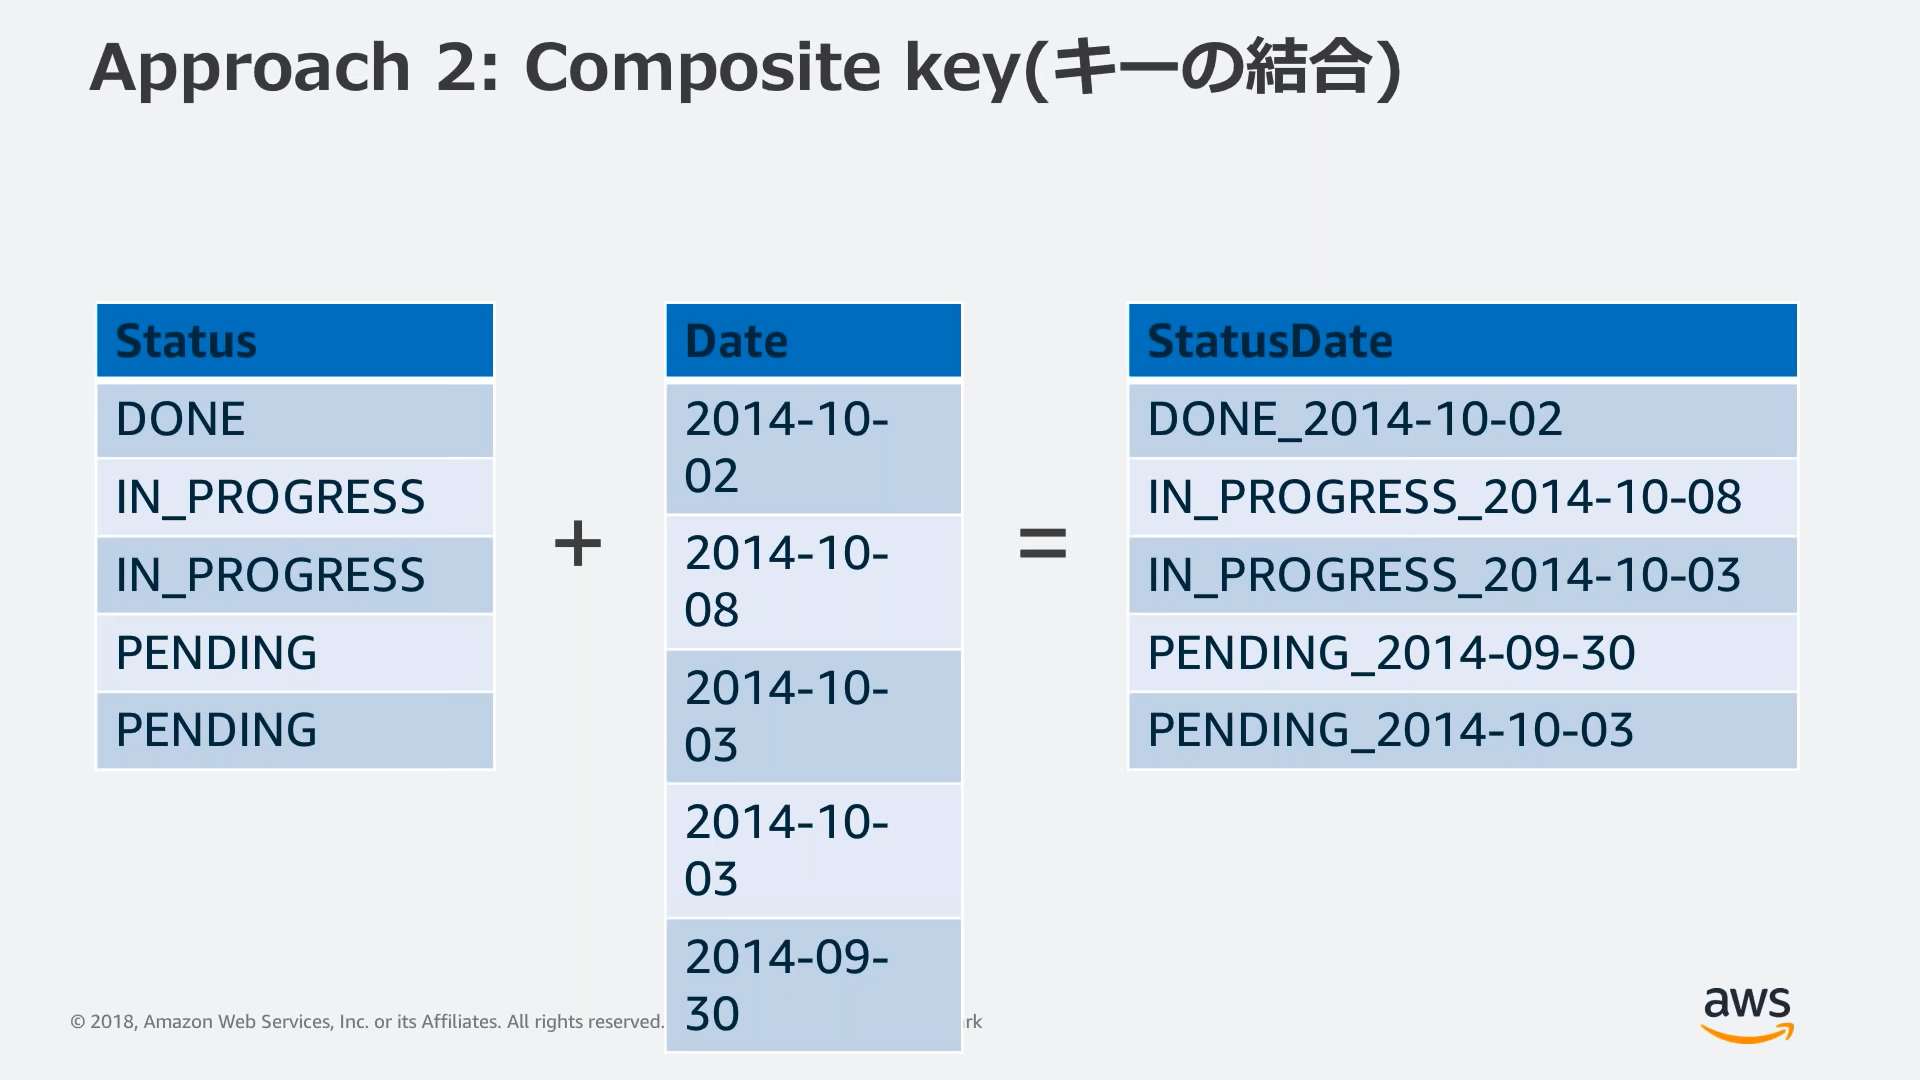 Approach 2: Composite key(キーの結合)
Status
DONE
IN_PROGRESS
IN_PROGRESS
PENDING
PENDING
+
Date
2014-10-
02
2014-10-
08
2014-10-
03
2014-10-
03
2014-09-
30
=
StatusDate
DONE_2014-10-02
IN_PROGRESS_2014-10-08
IN_PROGRESS_2014-10-03
PENDING_2014-09-30
PENDING_2014-10-03
© 2018, Amazon Web Services, Inc. or its Affiliates. All rights reserved.
aws